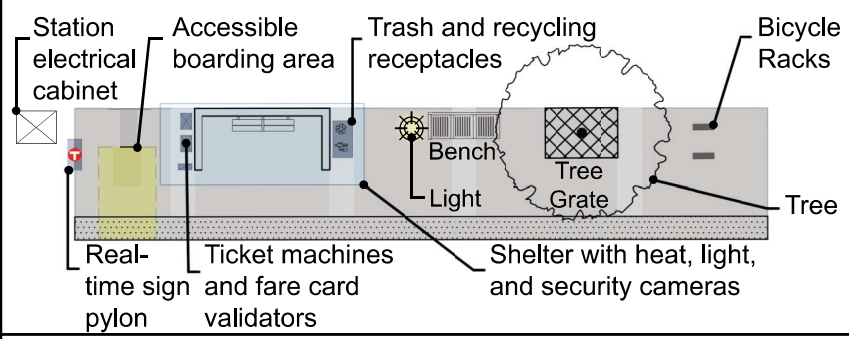 Station
electrical
cabinet
Accessible
boarding area
Trash and recycling
receptacles
Bicycle
Racks
T
Bench
Light
Tree
Grate
Tree
Real-
time sign
pylon
Ticket machines
and fare card
validators
Shelter with heat, light,
and security cameras